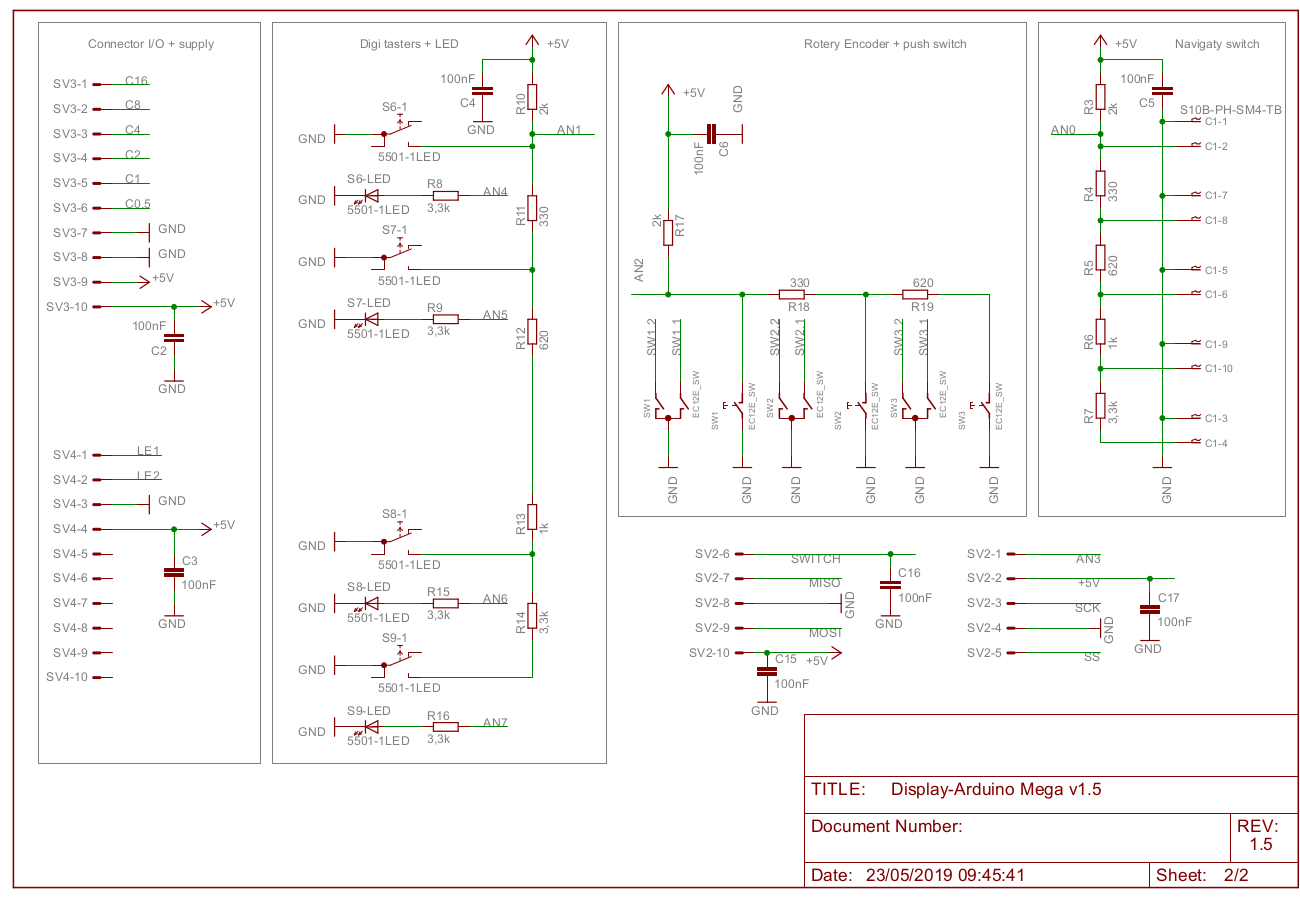 Connector I/O + supply
SV3-1 C16
SV3-2 C8
SV3-3 C4
SV3-4 C2
SV3-5 C1
SV3-6 C0.5
SV3-7 GND
SV3-8 GND
SV3-9 +5V
SV3-10 +5V
100nF
C2
GND
SV4-1 LE1
SV4-2 LE2
SV4-3 GND
SV4-4 +5V
SV4-5
C3
SV4-6
100nF
SV4-7
SV4-8
GND
SV4-9
SV4-10
Digi tasters + LED
+5V
100nF
C4
GND
R10
2k
S6-1
GND
5501-1LED
AN1
S6-LED
GND
5501-1LED
R8
3,3k
AN4
R11
330
S7-1
GND
5501-1LED
S7-LED
GND
5501-1LED
R9
3,3k
AN5
R12
620
R13
1k
S8-1
GND
5501-1LED
S8-LED
GND
5501-1LED
R15
3,3k
AN6
R14
3,3k
S9-1
GND
5501-1LED
S9-LED
GND
5501-1LED
R16
3,3k
AN7
Rotery Encoder + push switch
+5V
GND
100nF
C6
2k
R17
AN2
330
R18
620
R19
SW1.2
SW1.1
SW2.2
SW2.1
SW3.2
SW3.1
SW1
EC12E_SW
SW1
EC12E_SW
SW2
EC12E_SW
SW2
EC12E_SW
SW3
EC12E_SW
SW3
EC12E_SW
GND
GND
GND
GND
GND
GND
Navigaty switch
+5V
100nF
C5
S10B-PH-SM4-TB
R3
2k
AN0
C1-1
C1-2
R4
330
C1-7
C1-8
R5
620
C1-5
C1-6
R6
1k
C1-9
C1-10
R7
3,3k
C1-3
C1-4
GND
SV2-6 SWITCH
SV2-7 MISO
SV2-8 GND
SV2-9 MOST
SV2-10 +5V
C16
100nF
GND
C15
100nF
GND
SV2-1 AN3
SV2-2 +5V
SV2-3 SCK
SV2-4 GND
SV2-5 SS
C17
100nF
GND
TITLE: Display-Arduino Mega v1.5
Document Number:
REV:
1.5
Date: 23/05/2019 09:45:41
Sheet: 2/2